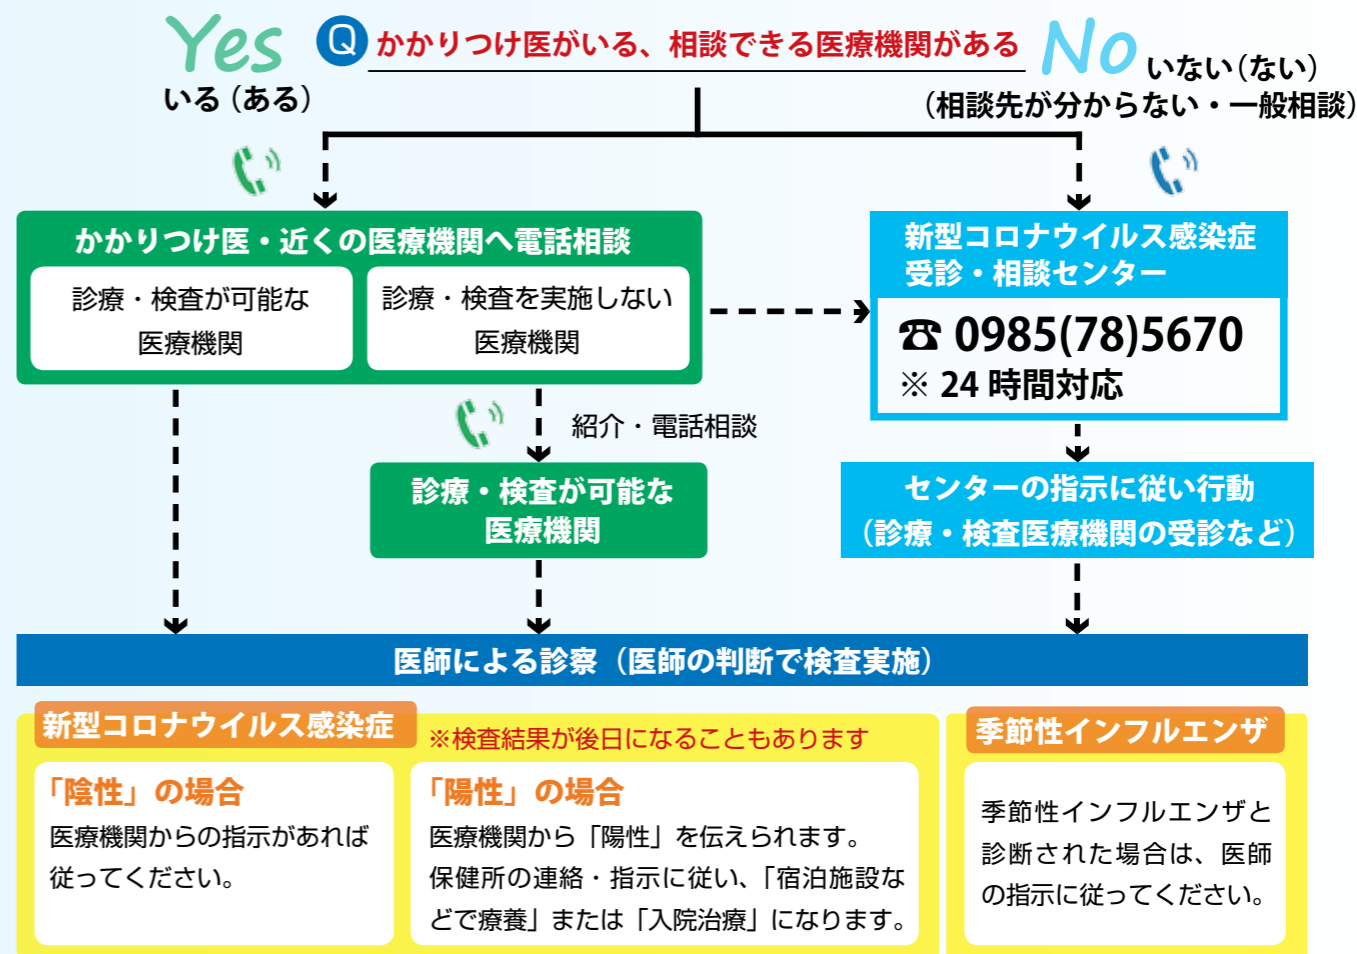 Yes
いる（ある）
Q かかりつけ医がいる、相談できる医療機関がある
No いない（ない）
（相談先が分からない・一般相談）
かかりつけ医・近くの医療機関へ電話相談
診療・検査が可能な
医療機関
診療・検査を実施しない
医療機関
新型コロナウイルス感染症
受診・相談センター
☎ 0985(78)5670
※ 24 時間対応
紹介・電話相談
診療・検査が可能な
医療機関
センターの指示に従い行動
（診療・検査医療機関の受診など）
医師による診察（医師の判断で検査実施）
新型コロナウイルス感染症
※検査結果が後日になることもあります
「陰性」の場合
医療機関からの指示があれば
従ってください。
「陽性」の場合
医療機関から「陽性」を伝えられます。
保健所の連絡・指示に従い、「宿泊施設な
どで療養」または「入院治療」になります。
季節性インフルエンザ
季節性インフルエンザと
診断された場合は、医師
の指示に従ってください。